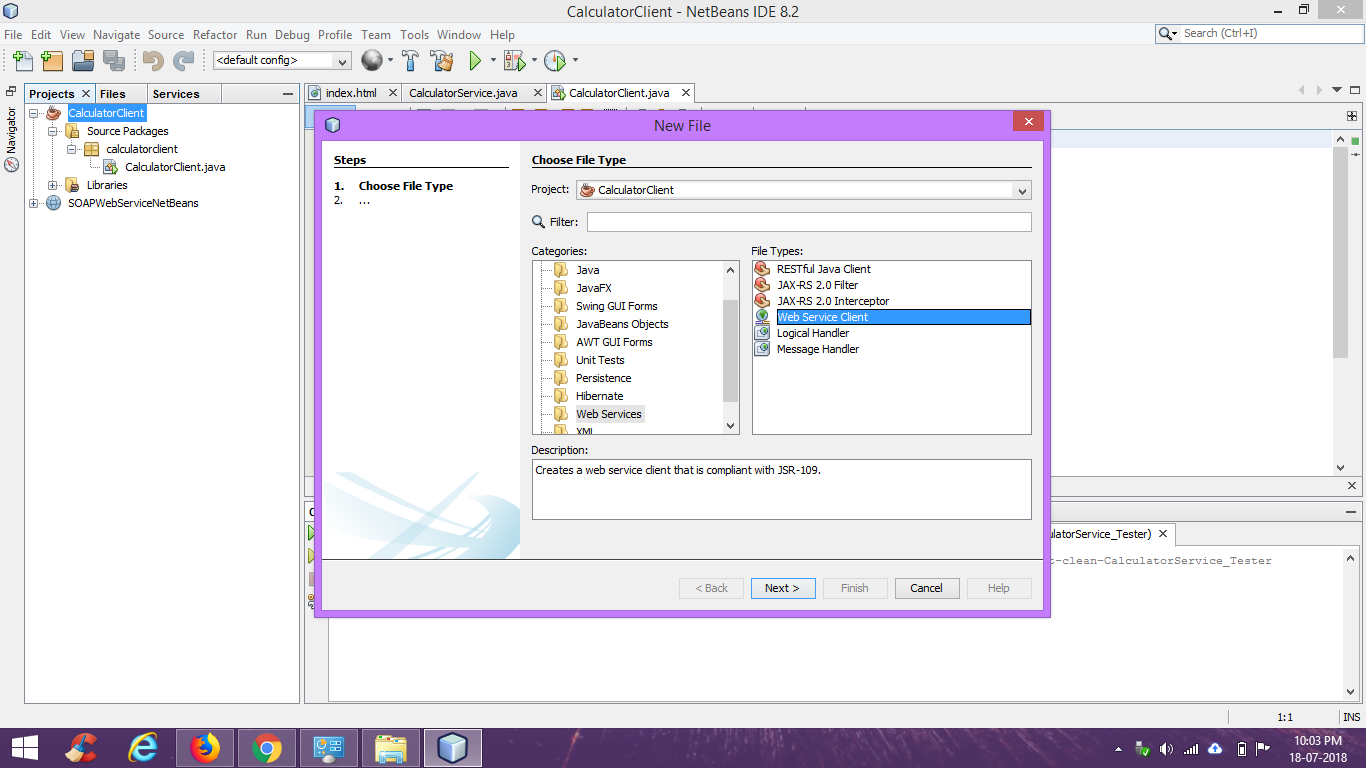 CalculatorClient - NetBeans IDE 8.2
File Edit View Navigate Source Refactor Run Debug Profile Team Tools Window Help
Search (Ctrl+I)
<default config>
Projects Files Services
index.html CalculatorService.java CalculatorClient.java
Navigator
CalculatorClient
Source Packages
calculatorclient
CalculatorClient.java
Libraries
SOAPWebServiceNetBeans
New File
Steps
1. Choose File Type
2. ...
Choose File Type
Project: CalculatorClient
Filter:
Categories:
Java
JavaFX
Swing GUI Forms
JavaBeans Objects
AWT GUI Forms
Unit Tests
Persistence
Hibernate
Web Services
XML
File Types:
RESTful Java Client
JAX-RS 2.0 Filter
JAX-RS 2.0 Interceptor
Web Service Client
Logical Handler
Message Handler
Description:
Creates a web service client that is compliant with JSR-109.
< Back Next > Finish Cancel Help
ulatorService_Tester)
t-clean-CalculatorService_Tester
1:1 INS
10:03 PM
18-07-2018